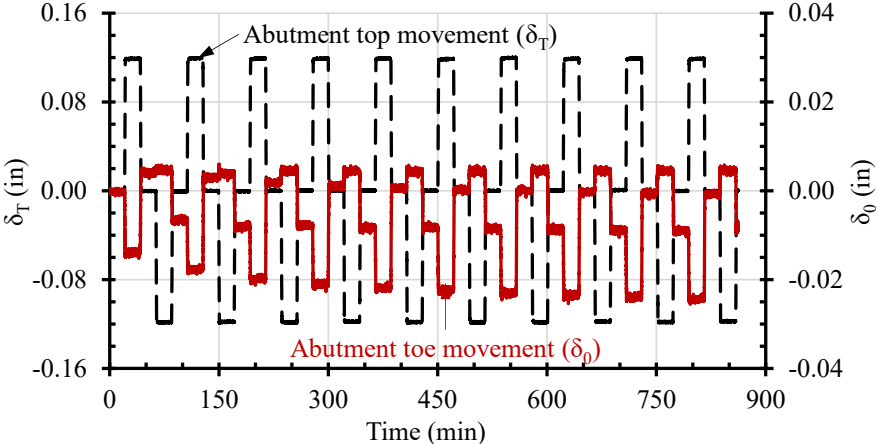 0.16 0.04
Abutment top movement (δT)
0.08 0.02
0.00 0.00
δT (in)
δ0 (in)
-0.08 -0.02
Abutment toe movement (δ0)
-0.16 -0.04
0 150 300 450 600 750 900
Time (min)